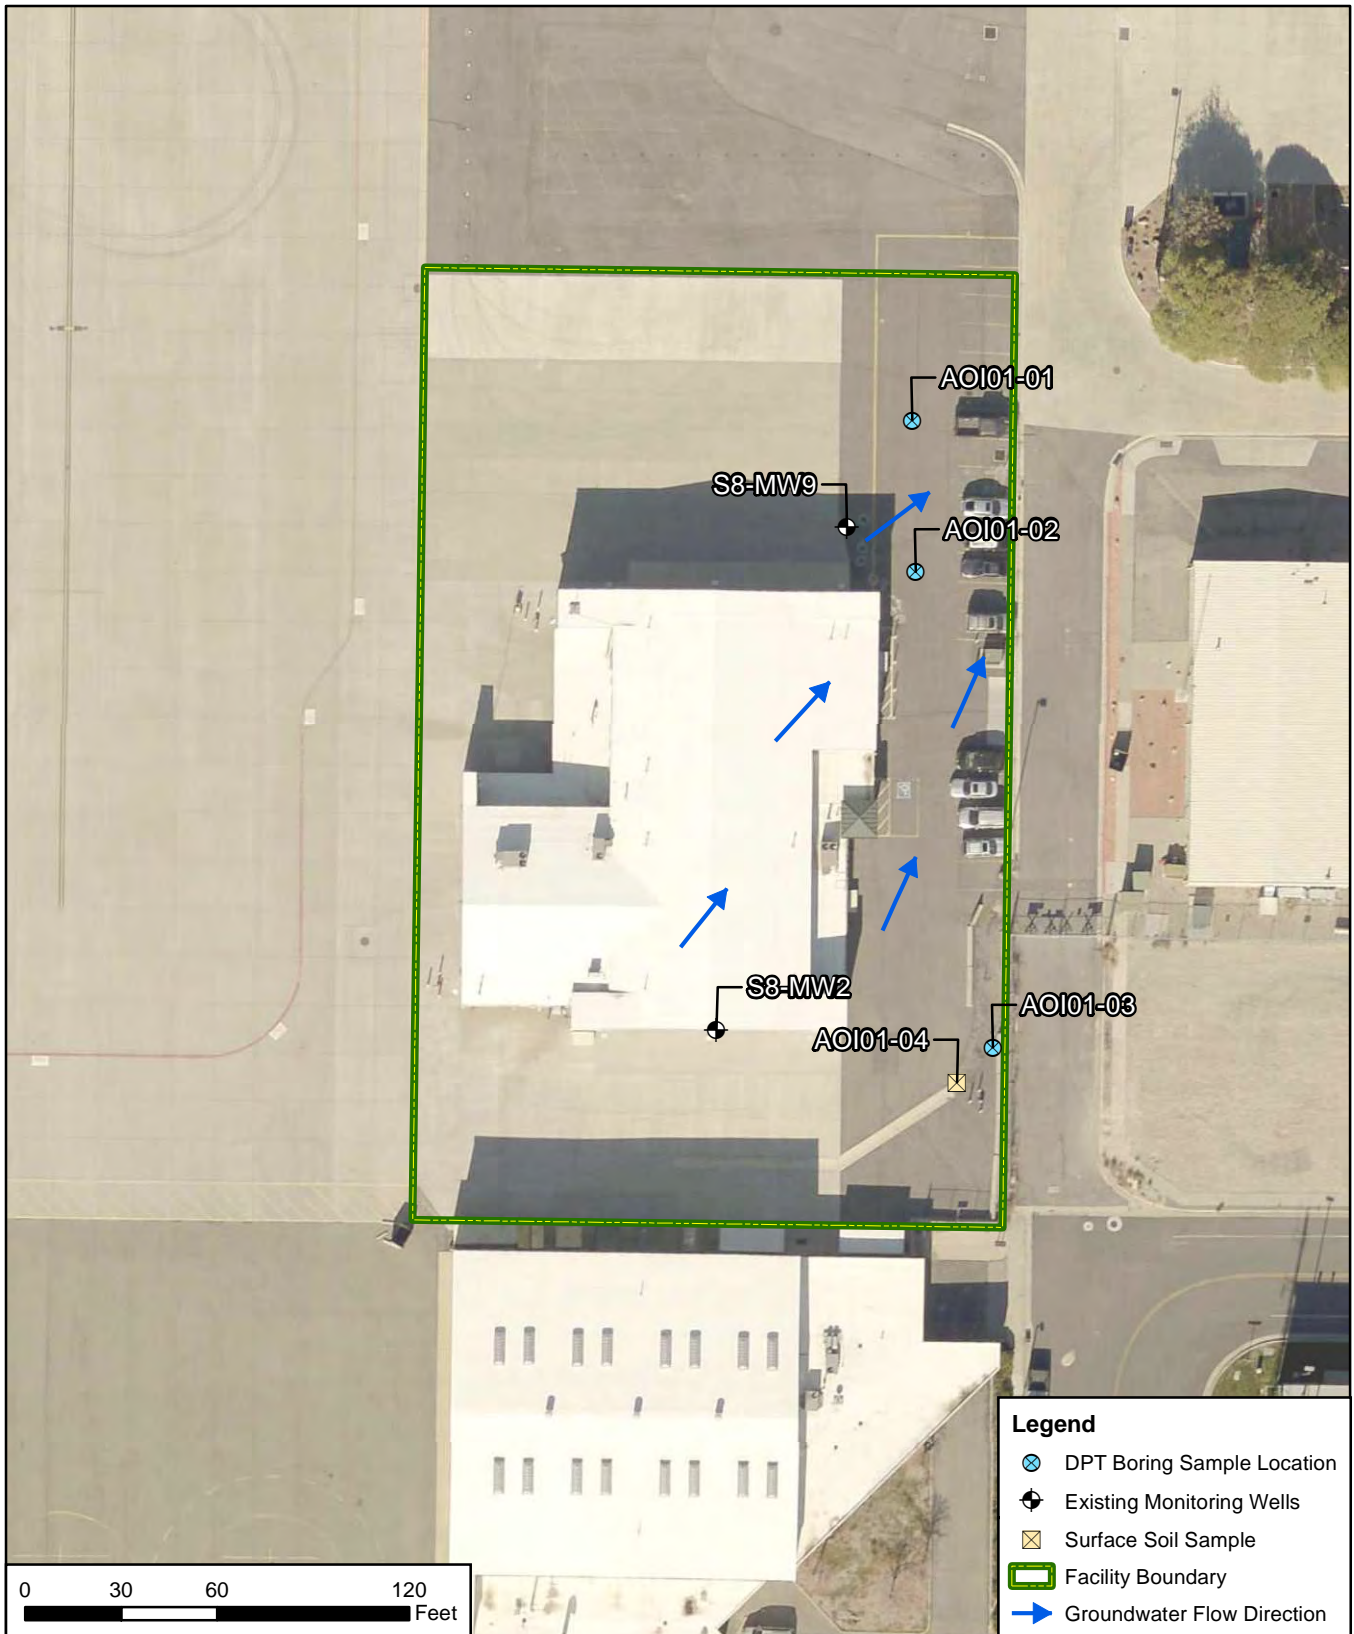 AOI01-01
S8-MW9
AOI01-02
S8-MW2
AOI01-03
AOI01-04
Legend
DPT Boring Sample Location
Existing Monitoring Wells
Surface Soil Sample
Facility Boundary
Groundwater Flow Direction
0 30 60 120
Feet